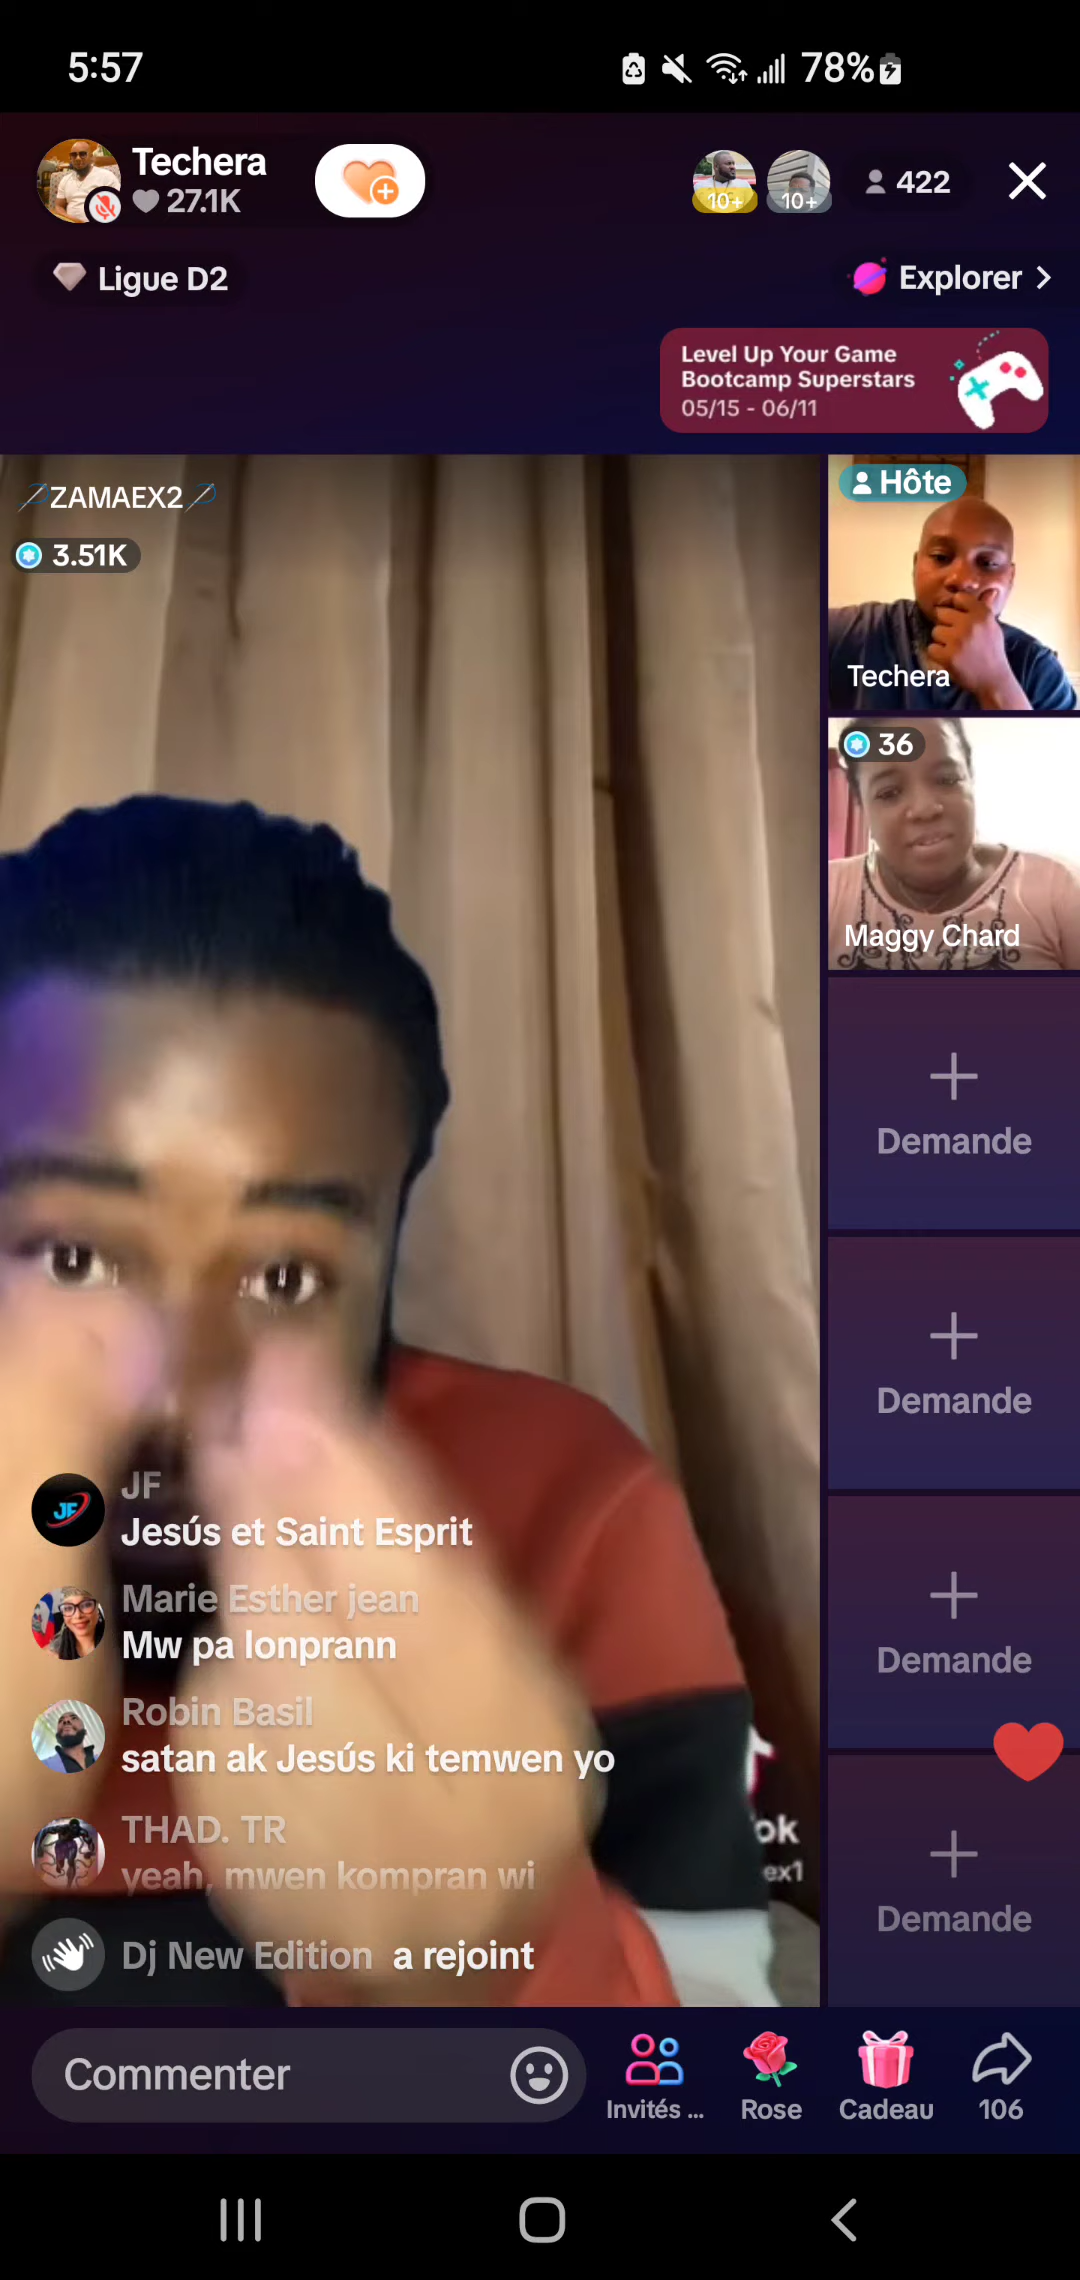 5:57
78%
Techera
27.1K
10+
10+
422
Ligue D2
Explorer
Level Up Your Game
Bootcamp Superstars
05/15 - 06/11
ZAMAEX2
3.51K
Hôte
Techera
36
Maggy Chard
Demande
Demande
Demande
Demande
JF
JF
Jesús et Saint Esprit
Marie Esther jean
Mw pa lonprann
Robin Basil
satan ak Jesús ki temwen yo
THAD. TR
yeah, mwen kompran wi
ok
ex1
Dj New Edition a rejoint
Commenter
Invités ...
Rose
Cadeau
106